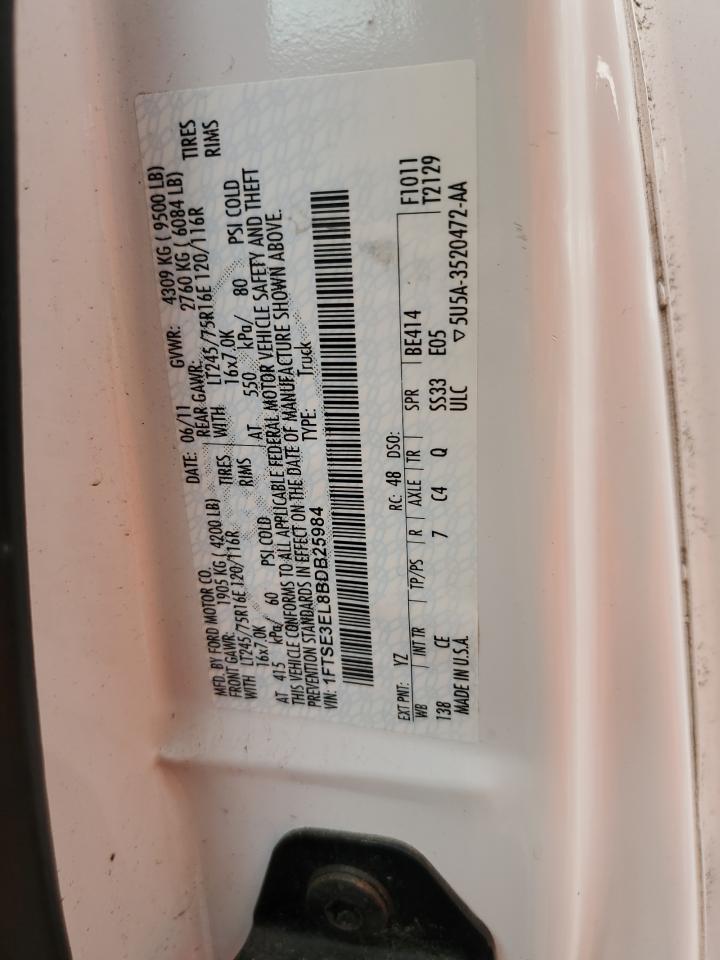 MFD. BY FORD MOTOR CO.
DATE: 06/11 GVWR: 4309 KG ( 9500 LB)
FRONT GAWR: 1905 KG ( 4200 LB) REAR GAWR: 2760 KG ( 6084 LB)
WITH LT245/75R16E 120/116R TIRES WITH LT245/75R16E 120/116R TIRES
16x7.0K RIMS 16x7.0K RIMS
AT 415 kPa/ 60 PSI COLD AT 550 kPa/ 80 PSI COLD
THIS VEHICLE CONFORMS TO ALL APPLICABLE FEDERAL MOTOR VEHICLE SAFETY AND THEFT
PREVENTION STANDARDS IN EFFECT ON THE DATE OF MANUFACTURE SHOWN ABOVE.
VIN: 1FTSE3EL8BDB25984 TYPE: Truck
EXT PNT: YZ RC: 48 DSO: F1011
WB INT TR TP/PS R AXLE TR SPR BE414 T2129
138 CE 7 C4 Q SS33 E05
MADE IN U.S.A. ULC ▽5U5A-3520472-AA